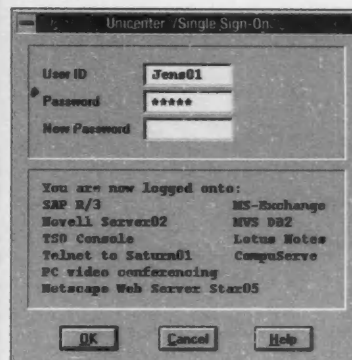 Unicenter /Single Sign-On
User ID Jens01
Password *****
New Password
You are now logged onto:
SAP R/3 MS-Exchange
Novell Server02 MVS DB2
TSO Console Lotus Notes
Telnet to Saturn01 CompuServe
PC video conferencing
Netscape Web Server Star05
OK Cancel Help